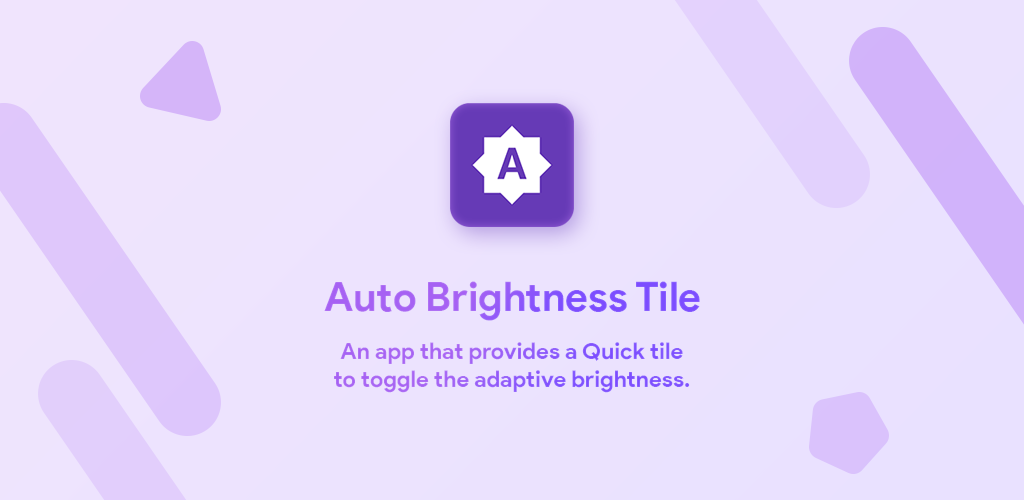 A
Auto Brightness Tile
An app that provides a Quick tile
to toggle the adaptive brightness.